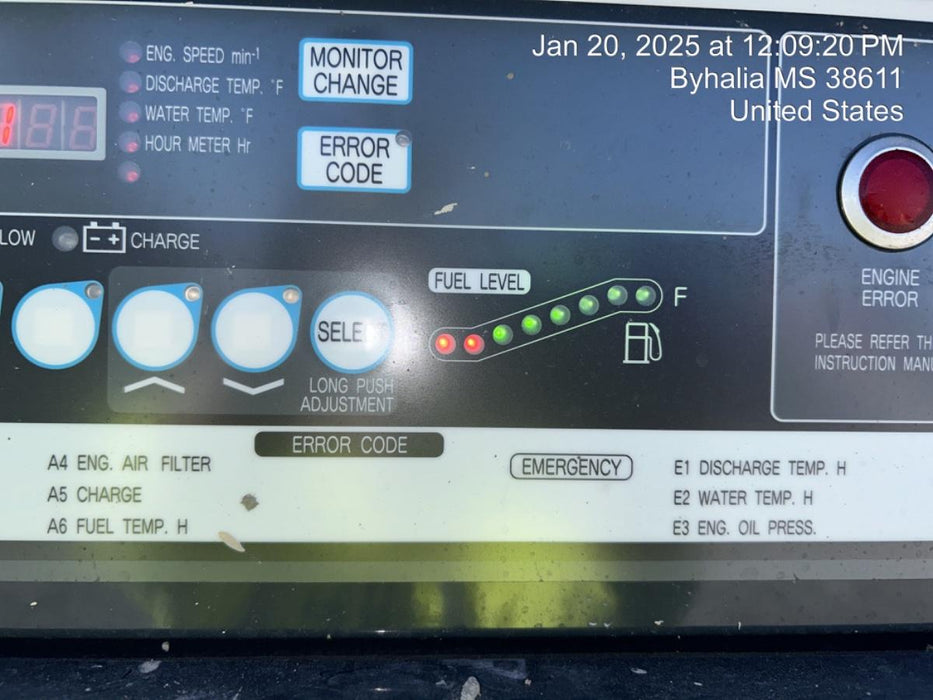 Jan 20, 2025 at 12:09:20 PM
Byhalia MS 38611
United States
ENG. SPEED min-1
DISCHARGE TEMP. °F
WATER TEMP. °F
HOUR METER Hr
MONITOR
CHANGE
ERROR
CODE
LOW
- +
CHARGE
FUEL LEVEL
F
SELECT
LONG PUSH
ADJUSTMENT
ENGINE
ERROR
PLEASE REFER TH
INSTRUCTION MANU
ERROR CODE
A4 ENG. AIR FILTER
A5 CHARGE
A6 FUEL TEMP. H
EMERGENCY
E1 DISCHARGE TEMP. H
E2 WATER TEMP. H
E3 ENG. OIL PRESS.